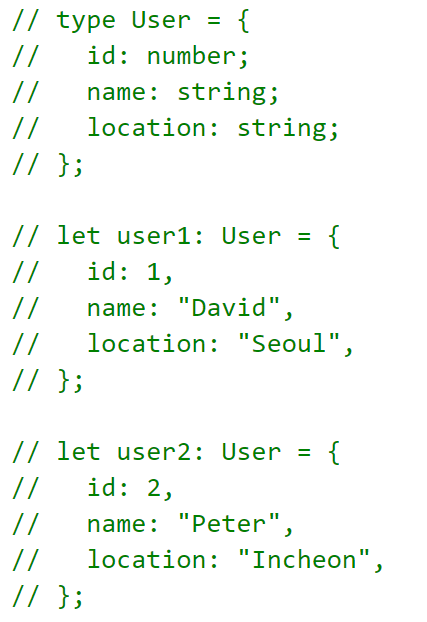 // type User = {
//   id: number;
//   name: string;
//   location: string;
// };

// let user1: User = {
//   id: 1,
//   name: "David",
//   location: "Seoul",
// };

// let user2: User = {
//   id: 2,
//   name: "Peter",
//   location: "Incheon",
// };